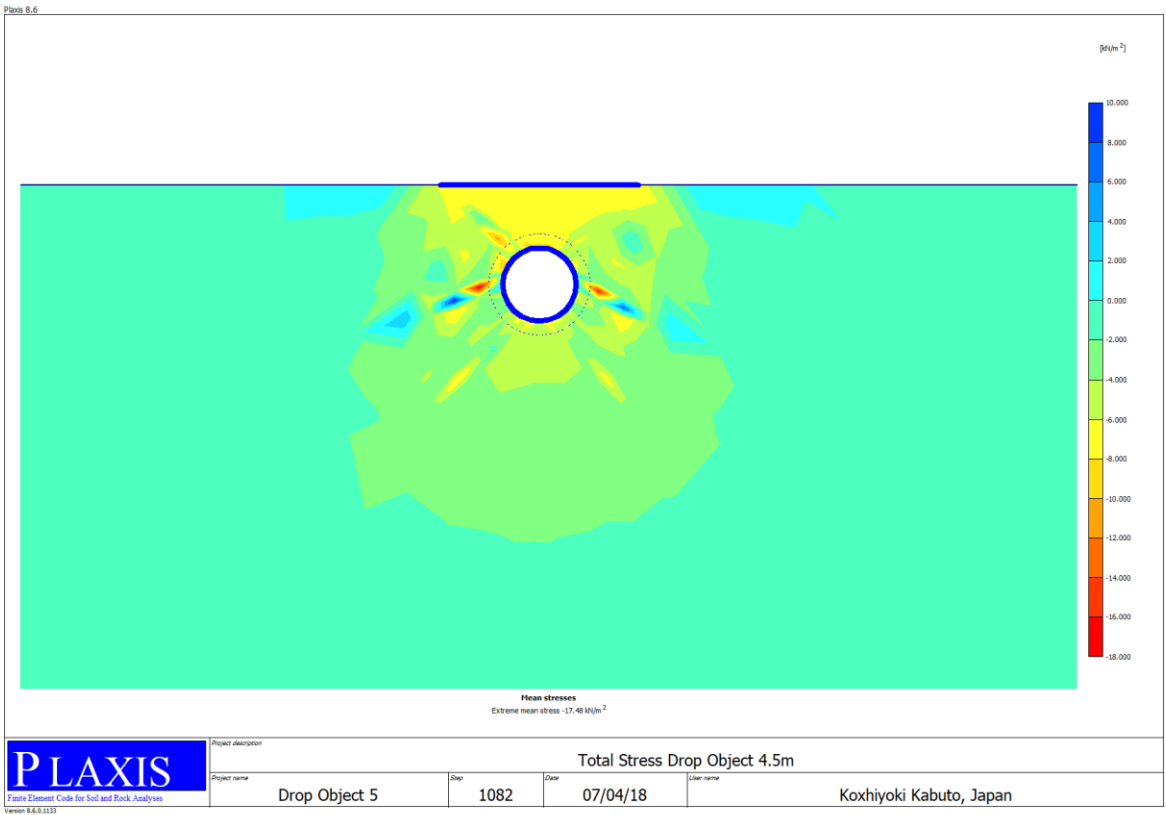 Plaxis 8.6
[kN/m 2]
10.000
8.000
6.000
4.000
2.000
0.000
-2.000
-4.000
-6.000
-8.000
-10.000
-12.000
-14.000
-16.000
-18.000
Mean stresses
Extreme mean stress -17.48 kN/m 2
PLAXIS
Finite Element Code for Soil and Rock Analyses
Version 8.6.0.1133
Project description
Total Stress Drop Object 4.5m
Project name
Drop Object 5
Step
1082
Date
07/04/18
User name
Koxhiyoki Kabuto, Japan